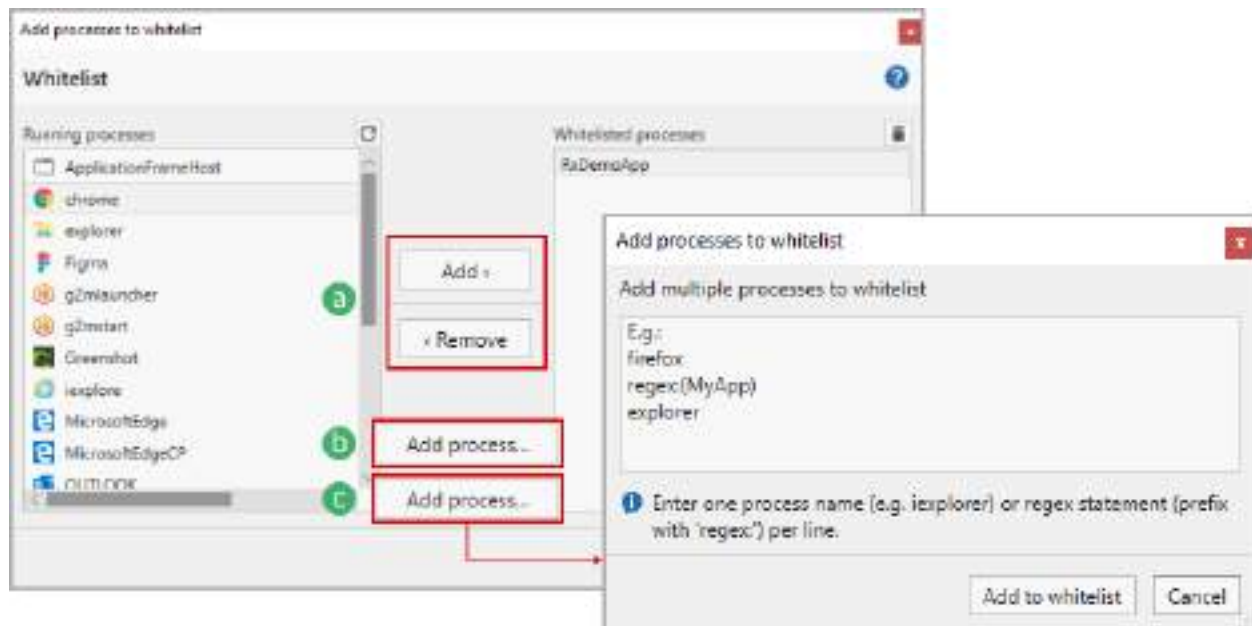 Add processes to whitelist
Whitelist
Running processes
ApplicationFrameHost
chrome
explorer
Figma
g2mlauncher
g2mstart
Greenshot
iexplore
MicrosoftEdge
MicrosoftEdgeCP
OUTLOOK
a
Add ›
‹ Remove
b
Add process...
c
Add process...
Whitelisted processes
RxDemoApp
Add processes to whitelist
Add multiple processes to whitelist
E.g.:
firefox
regex:(MyApp)
explorer
Enter one process name (e.g. iexplorer) or regex statement (prefix
with 'regex:') per line.
Add to whitelist
Cancel